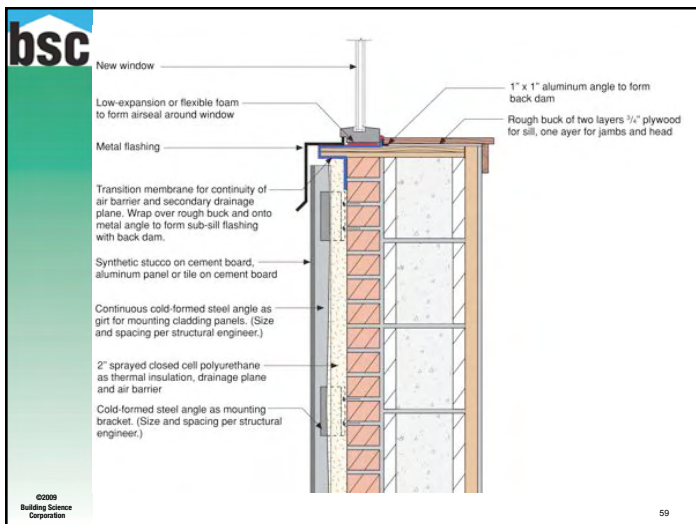 bsc
New window
Low-expansion or flexible foam
to form airseal around window
Metal flashing
Transition membrane for continuity of
air barrier and secondary drainage
plane. Wrap over rough buck and onto
metal angle to form sub-sill flashing
with back dam.
Synthetic stucco on cement board,
aluminum panel or tile on cement board
Continuous cold-formed steel angle as
girt for mounting cladding panels. (Size
and spacing per structural engineer.)
2" sprayed closed cell polyurethane
as thermal insulation, drainage plane
and air barrier
Cold-formed steel angle as mounting
bracket. (Size and spacing per structural
engineer.)
1" x 1" aluminum angle to form
back dam
Rough buck of two layers 3/4" plywood
for sill, one ayer for jambs and head
©2009
Building Science
Corporation
59